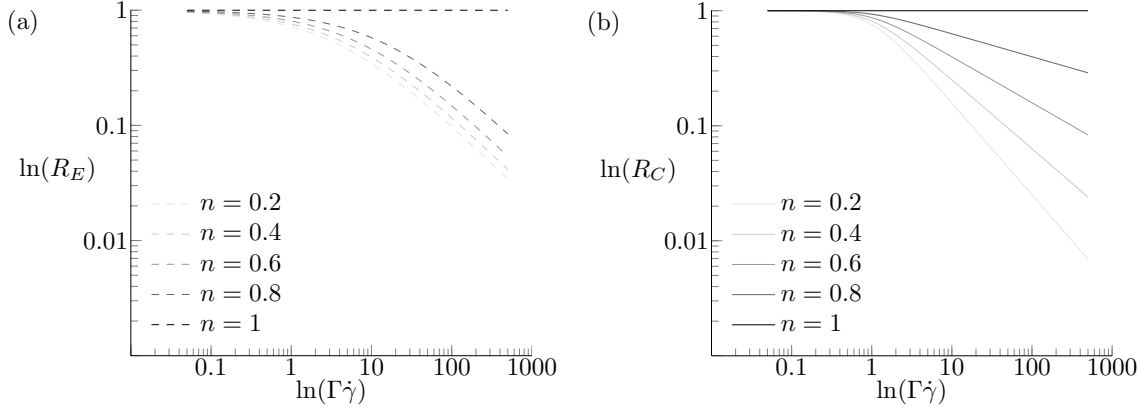 (a)
1
0.1
ln(R_E)
0.01
n = 0.2
n = 0.4
n = 0.6
n = 0.8
n = 1
0.1 1 10 100 1000
ln(Γγ̇)
(b)
1
0.1
ln(R_C)
0.01
n = 0.2
n = 0.4
n = 0.6
n = 0.8
n = 1
0.1 1 10 100 1000
ln(Γγ̇)